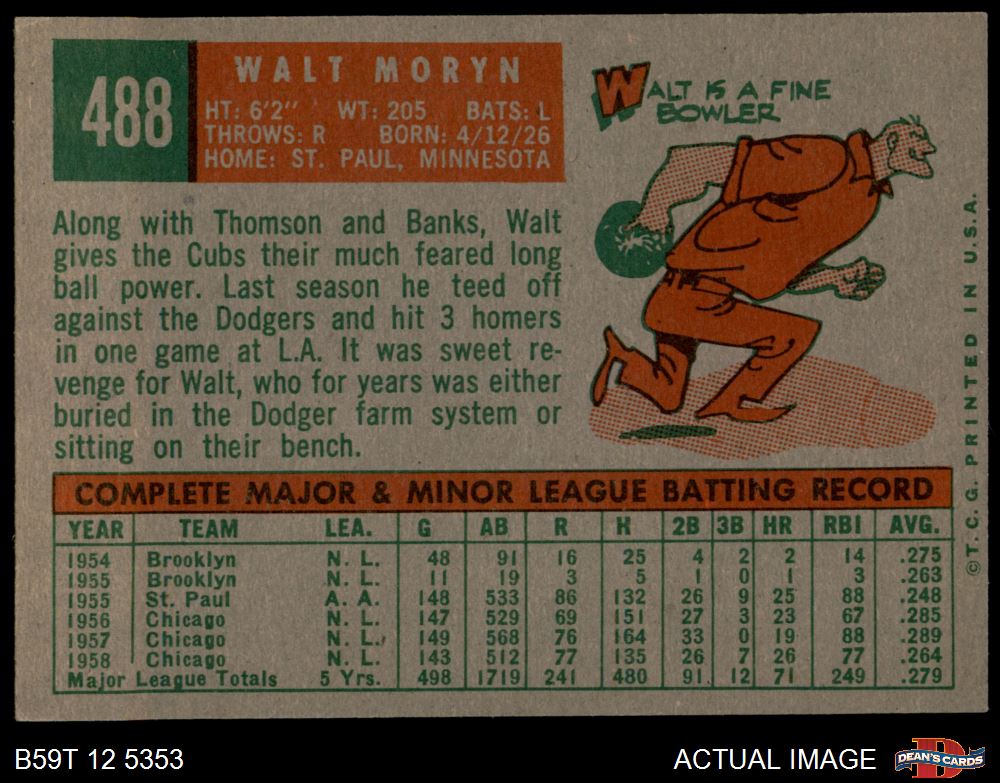 488
WALT MORYN
HT: 6'2" WT: 205 BATS: L
THROWS: R BORN: 4/12/26
HOME: ST. PAUL, MINNESOTA
WALT IS A FINE
BOWLER
Along with Thomson and Banks, Walt
gives the Cubs their much feared long
ball power. Last season he teed off
against the Dodgers and hit 3 homers
in one game at L.A. It was sweet re-
venge for Walt, who for years was either
buried in the Dodger farm system or
sitting on their bench.
COMPLETE MAJOR & MINOR LEAGUE BATTING RECORD
YEAR TEAM LEA. G AB R H 2B 3B HR RBI AVG.
1954 Brooklyn N. L. 48 91 16 25 4 2 2 14 .275
1955 Brooklyn N. L. 11 19 3 5 1 0 1 3 .263
1955 St. Paul A. A. 148 533 86 132 26 9 25 88 .248
1956 Chicago N. L. 147 529 69 151 27 3 23 67 .285
1957 Chicago N. L. 149 568 76 164 33 0 19 88 .289
1958 Chicago N. L. 143 512 77 135 26 7 26 77 .264
Major League Totals 5 Yrs. 498 1719 241 480 91 12 71 249 .279
© T. C. G. PRINTED IN U.S.A.
B59T 12 5353
ACTUAL IMAGE
D
DEAN'S CARDS